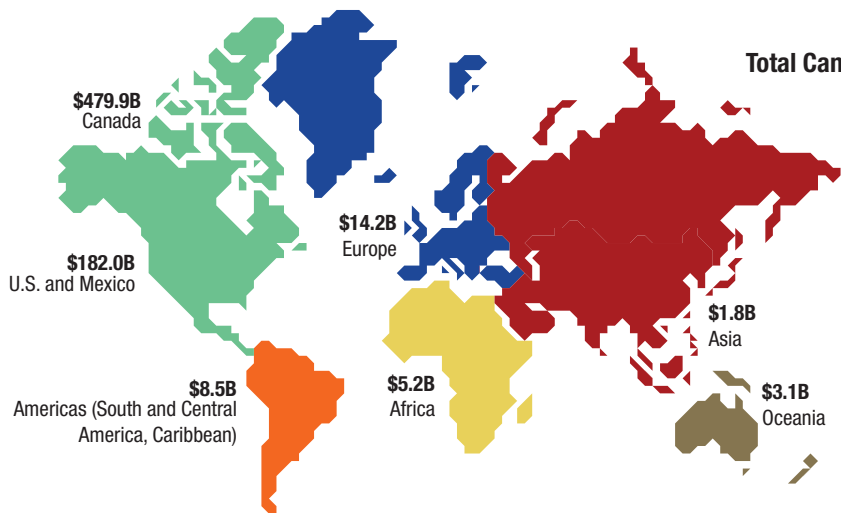 Total Can
$479.9B
Canada
$14.2B
Europe
$182.0B
U.S. and Mexico
$1.8B
Asia
$8.5B
Americas (South and Central
America, Caribbean)
$5.2B
Africa
$3.1B
Oceania